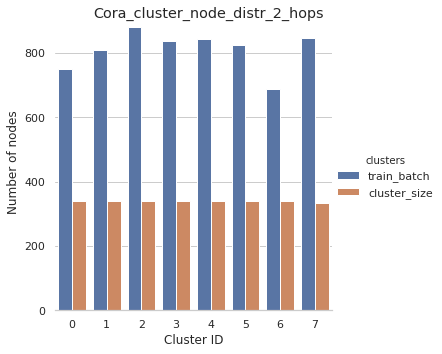 Cora_cluster_node_distr_2_hops
Number of nodes
800
600
400
200
0
0 1 2 3 4 5 6 7
Cluster ID
clusters
train_batch
cluster_size